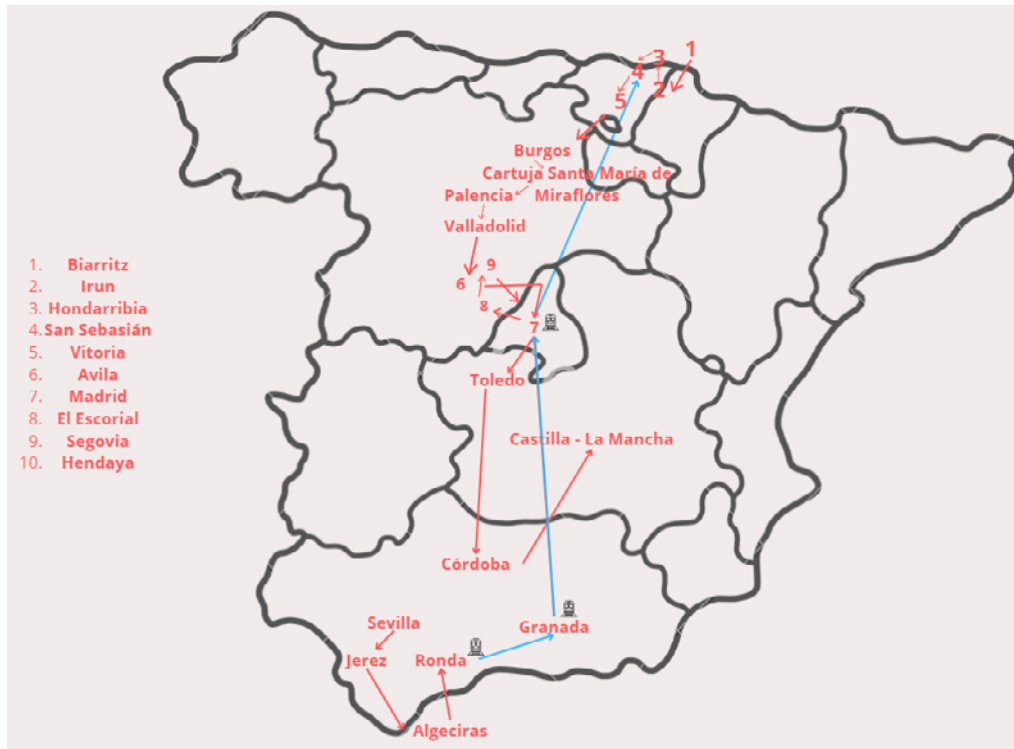 1
3
4
2
5
Burgos
Cartuja Santa María de
Miraflores
Palencia
Valladolid
9
6
8
7
1. Biarritz
2. Irun
3. Hondarribia
4. San Sebasián
5. Vitoria
6. Avila
7. Madrid
8. El Escorial
9. Segovia
10. Hendaya
Toledo
Castilla - La Mancha
Córdoba
Sevilla
Granada
Jerez
Ronda
Algeciras